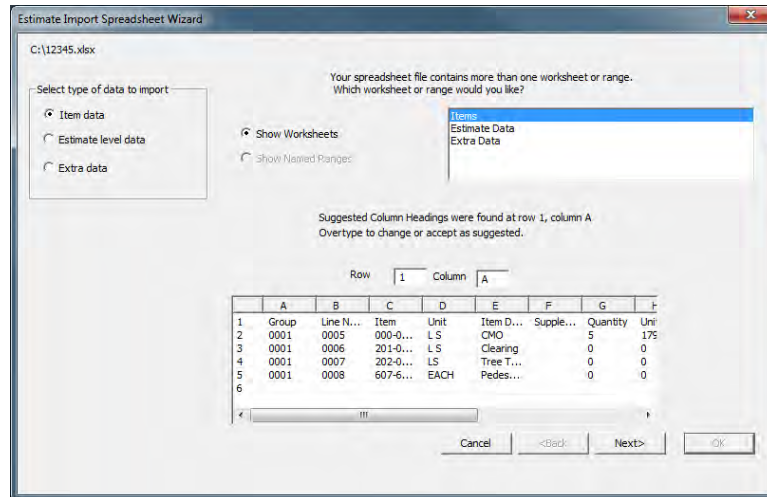 Estimate Import Spreadsheet Wizard
C:\12345.xlsx
Select type of data to import
Item data
Estimate level data
Extra data
Your spreadsheet file contains more than one worksheet or range.
Which worksheet or range would you like?
Show Worksheets
Show Named Ranges
Items
Estimate Data
Extra Data
Suggested Column Headings were found at row 1, column A
Overtype to change or accept as suggested.
Row 1 Column A
A B C D E F G H
1 Group Line N... Item Unit Item D... Supple... Quantity Uni
2 0001 0005 000-0... L S CMO 5 179
3 0001 0006 201-0... L S Clearing 0 0
4 0001 0007 202-0... LS Tree T... 0 0
5 0001 0008 607-6... EACH Pedes... 0 0
6
Cancel <Back Next> OK